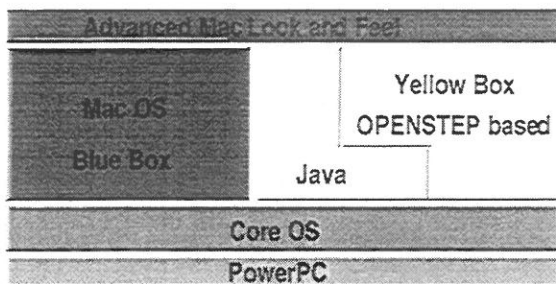 Advanced Mac Look and Feel
Mac OS
Blue Box
Java
Yellow Box
OPENSTEP based
Core OS
PowerPC